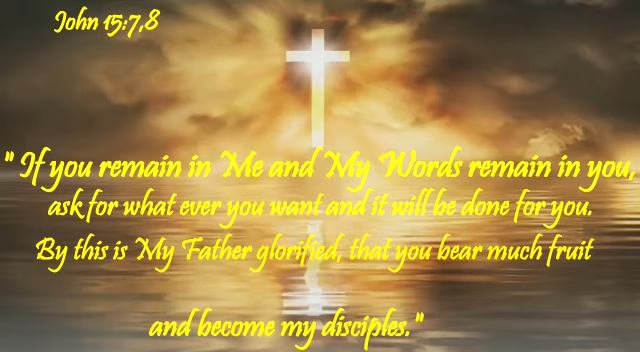 John 15:7,8
" If you remain in Me and My Words remain in you,
ask for what ever you want and it will be done for you.
By this is My Father glorified, that you bear much fruit
and become my disciples."